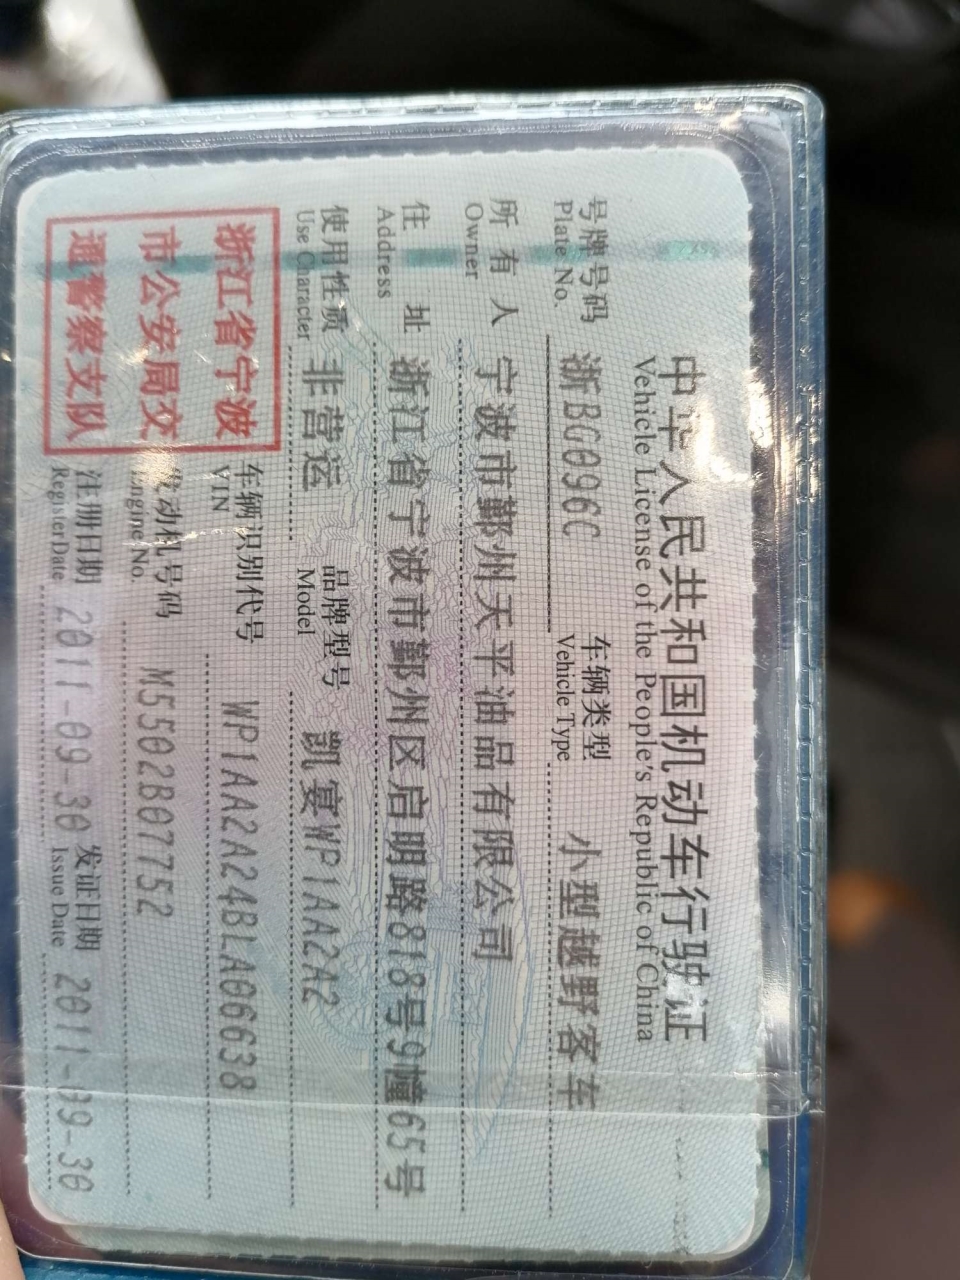 中华人民共和国机动车行驶证
Vehicle License of the People's Republic of China
号牌号码 浙BG096C 车辆类型 小型越野客车
Plate No. Vehicle Type
所有人 宁波市鄞州天平油品有限公司
Owner
住址 浙江省宁波市鄞州区启明路818号9幢65号
Address
使用性质 非营运 品牌型号 凯宴WP1AA2A2
Use Character Model
浙江省宁波
市公安局交
通警察支队
车辆识别代号 WP1AA2A24BLA06638
VIN
发动机号码 M5502B07752
Engine No.
注册日期 2011-09-30 发证日期 2011-09-30
Register Date Issue Date